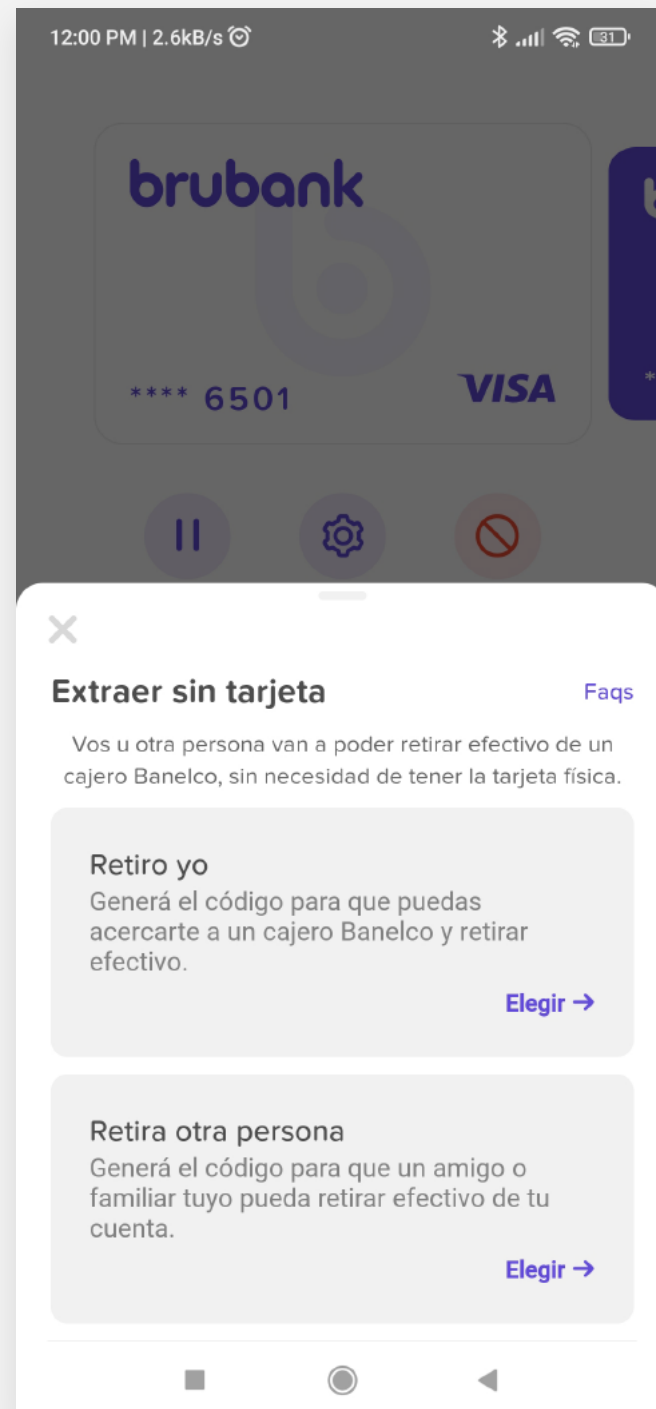 12:00 PM | 2.6kB/s
31
brubank
**** 6501
VISA
Extraer sin tarjeta
Faqs
Vos u otra persona van a poder retirar efectivo de un
cajero Banelco, sin necesidad de tener la tarjeta física.
Retiro yo
Generá el código para que puedas
acercarte a un cajero Banelco y retirar
efectivo.
Elegir →
Retira otra persona
Generá el código para que un amigo o
familiar tuyo pueda retirar efectivo de tu
cuenta.
Elegir →